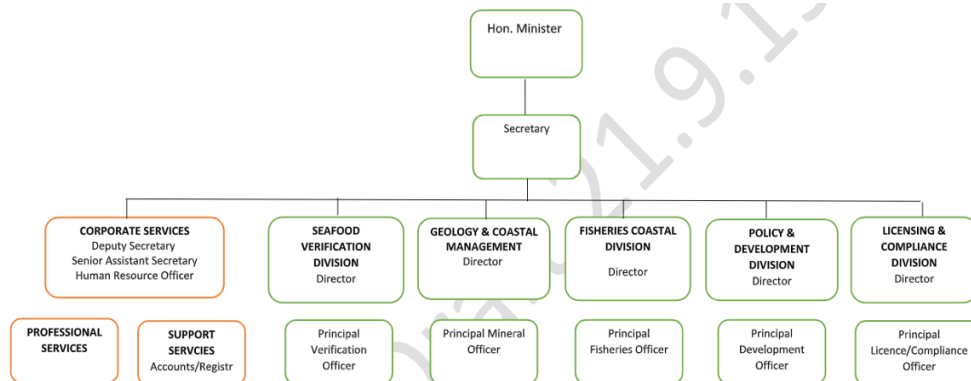 Hon. Minister
Secretary
CORPORATE SERVICES
Deputy Secretary
Senior Assistant Secretary
Human Resource Officer
SEAFOOD
VERIFICATION
DIVISION
Director
GEOLOGY & COASTAL
MANAGEMENT
Director
FISHERIES COASTAL
DIVISION
Director
POLICY &
DEVELOPMENT
DIVISION
Director
LICENSING &
COMPLIANCE
DIVISION
Director
PROFESSIONAL
SERVICES
SUPPORT
SERVCIES
Accounts/Registr
Principal
Verification
Officer
Principal Mineral
Officer
Principal
Fisheries Officer
Principal
Development
Officer
Principal
Licence/Compliance
Officer